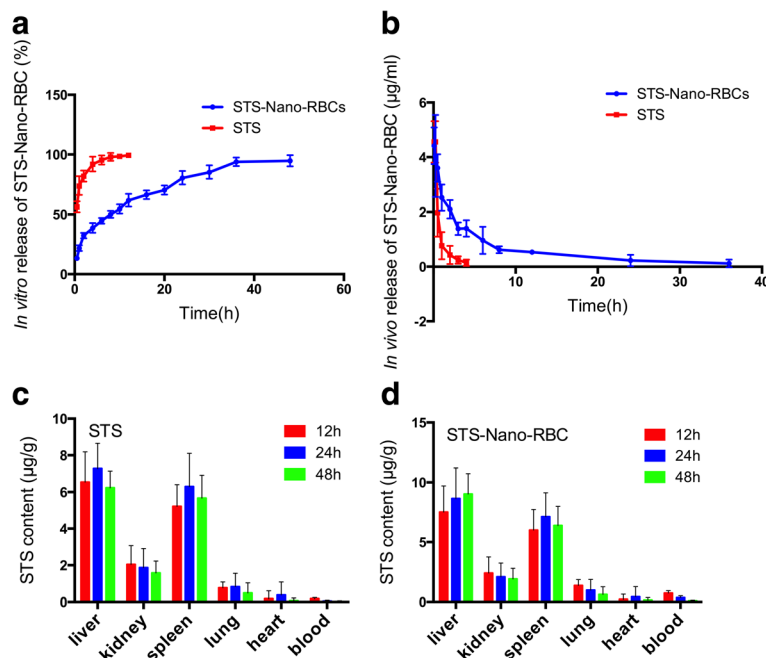 a
In vitro release of STS-Nano-RBC (%)
150
100
50
0
0
20
40
60
Time(h)
STS-Nano-RBCs
STS
b
In vivo release of STS-Nano-RBC (μg/ml)
6
4
2
0
-2
10
20
30
40
Time(h)
STS-Nano-RBCs
STS
c
STS content (μg/g)
10
8
6
4
2
0
STS
12h
24h
48h
liver
kidney
spleen
lung
heart
blood
d
STS content (μg/g)
15
10
5
0
STS-Nano-RBC
12h
24h
48h
liver
kidney
spleen
lung
heart
blood